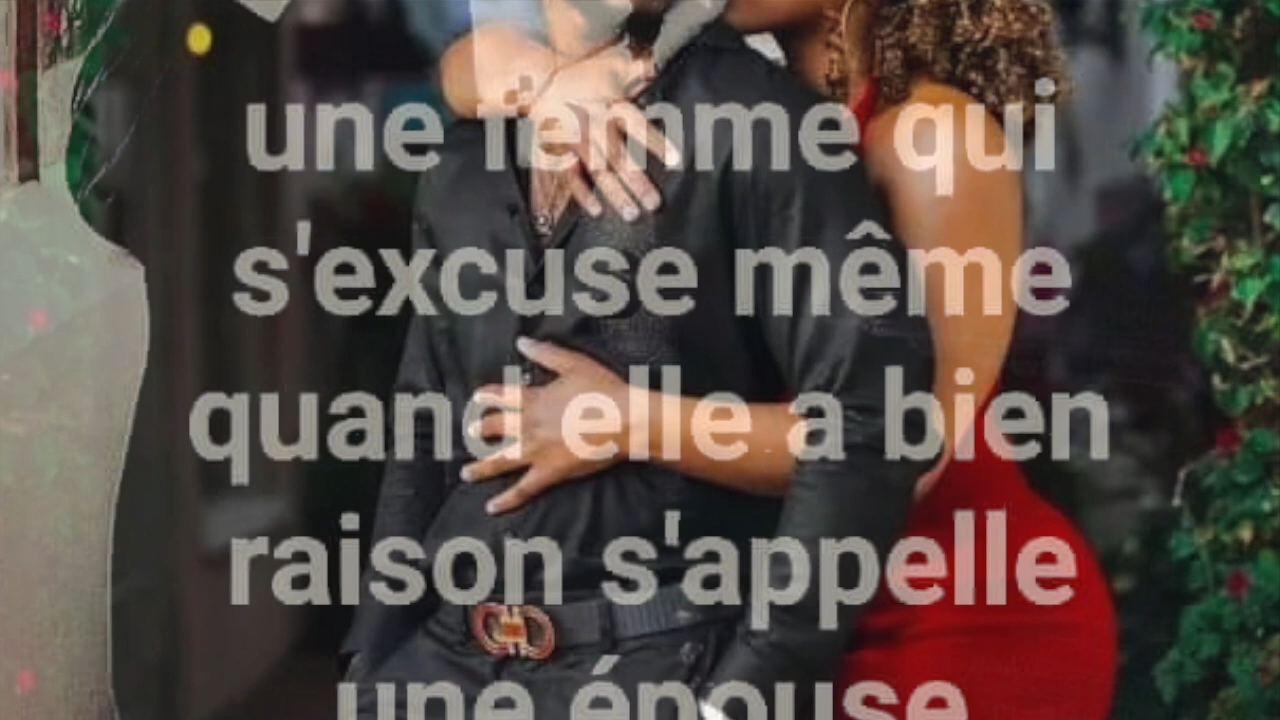 une femme qui
s'excuse même
quand elle a bien
raison s'appelle
une épouse